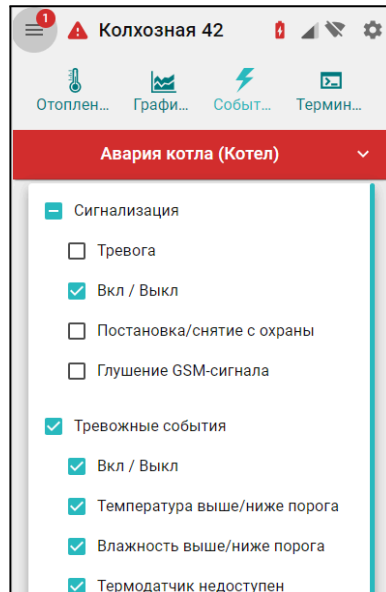 1
Колхозная 42
Отоплен...
Графи...
Событ...
Термин...
Авария котла (Котел)
Сигнализация
Тревога
Вкл / Выкл
Постановка/снятие с охраны
Глушение GSM-сигнала
Тревожные события
Вкл / Выкл
Температура выше/ниже порога
Влажность выше/ниже порога
Термодатчик недоступен